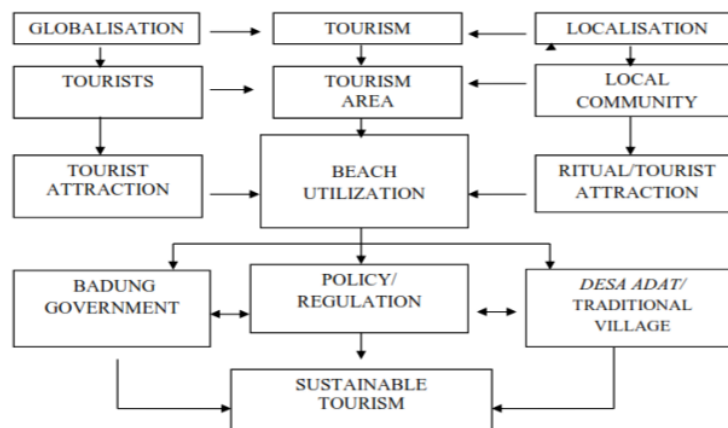 GLOBALISATION
TOURISM
LOCALISATION
TOURISTS
TOURISM
AREA
LOCAL
COMMUNITY
TOURIST
ATTRACTION
BEACH
UTILIZATION
RITUAL/TOURIST
ATTRACTION
BADUNG
GOVERNMENT
POLICY/
REGULATION
DESA ADAT/
TRADITIONAL
VILLAGE
SUSTAINABLE
TOURISM